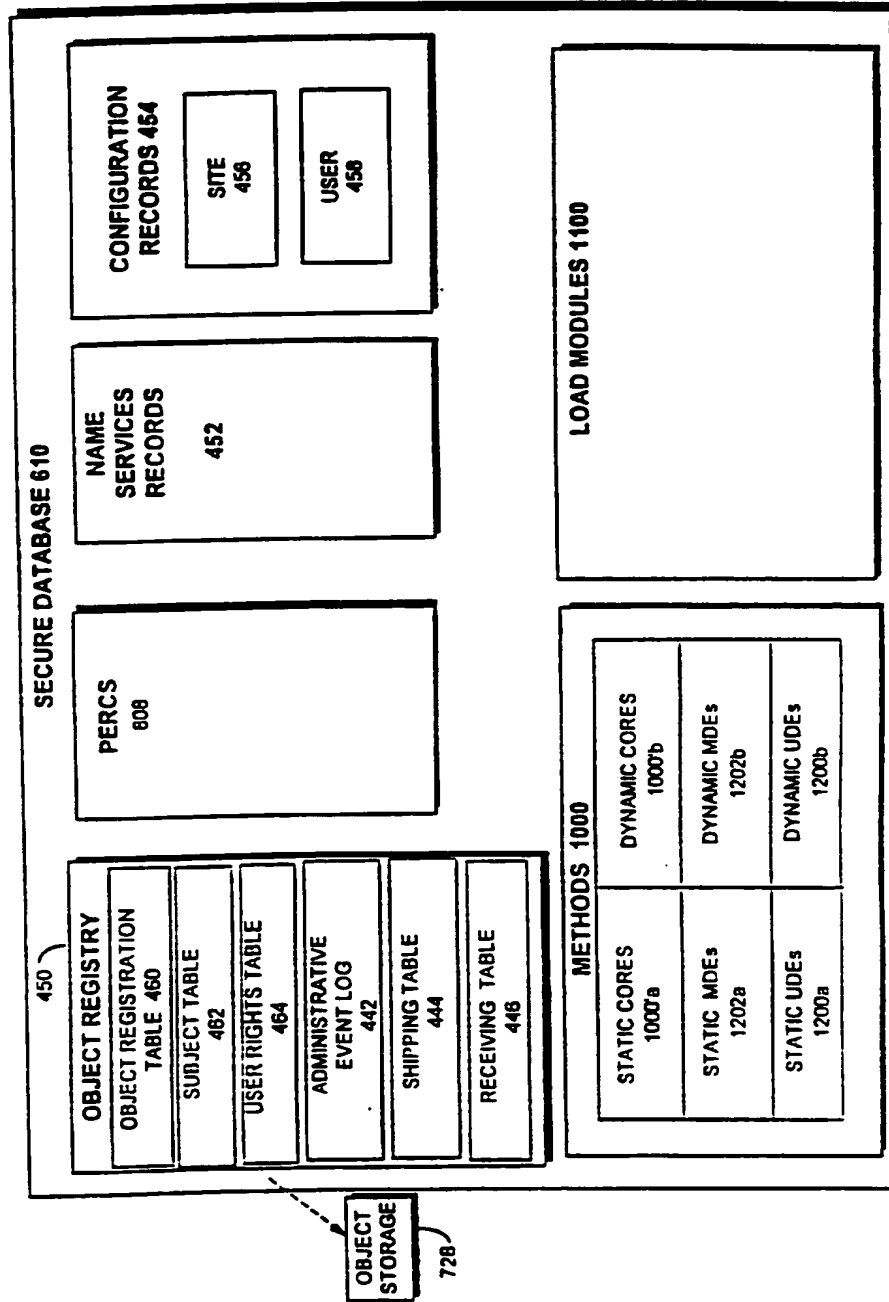 SECURE DATABASE 610
450
OBJECT REGISTRY
OBJECT REGISTRATION
TABLE 460
SUBJECT TABLE
462
USER RIGHTS TABLE
464
ADMINISTRATIVE
EVENT LOG
442
SHIPPING TABLE
444
RECEIVING TABLE
446
PERCS
808
NAME
SERVICES
RECORDS
452
CONFIGURATION
RECORDS 454
SITE
456
USER
458
OBJECT
STORAGE
728
METHODS 1000
STATIC CORES
1000'a
DYNAMIC CORES
1000'b
STATIC MDEs
1202a
DYNAMIC MDEs
1202b
STATIC UDEs
1200a
DYNAMIC UDEs
1200b
LOAD MODULES 1100